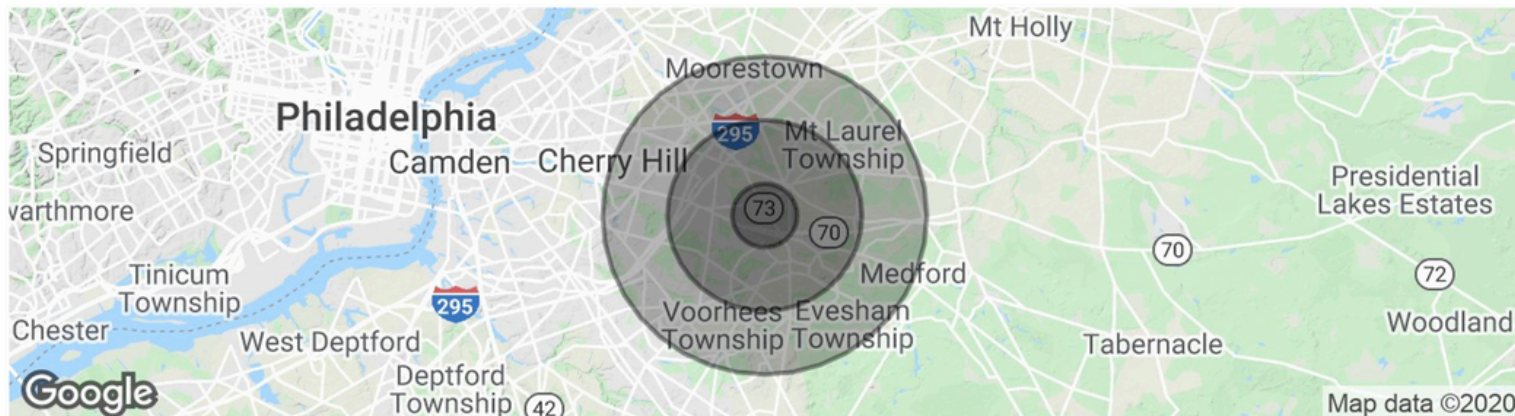 Mt Holly
Moorestown
Philadelphia
295
Mt Laurel
Township
Springfield
Camden
Cherry Hill
Presidential
Lakes Estates
warthmore
73
70
70
Tinicum
Township
Medford
72
295
Chester
Voorhees
Township
Evesham
Township
Woodland
West Deptford
Tabernacle
Deptford
Township
42
Google
Map data ©2020